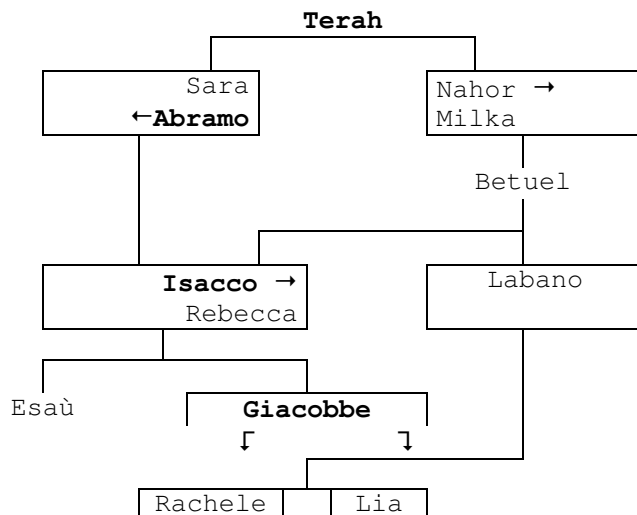 Terah
Sara
←Abramo
Nahor →
Milka
Betuel
Isacco →
Rebecca
Labano
Esaù
Giacobbe
Rachele
Lia